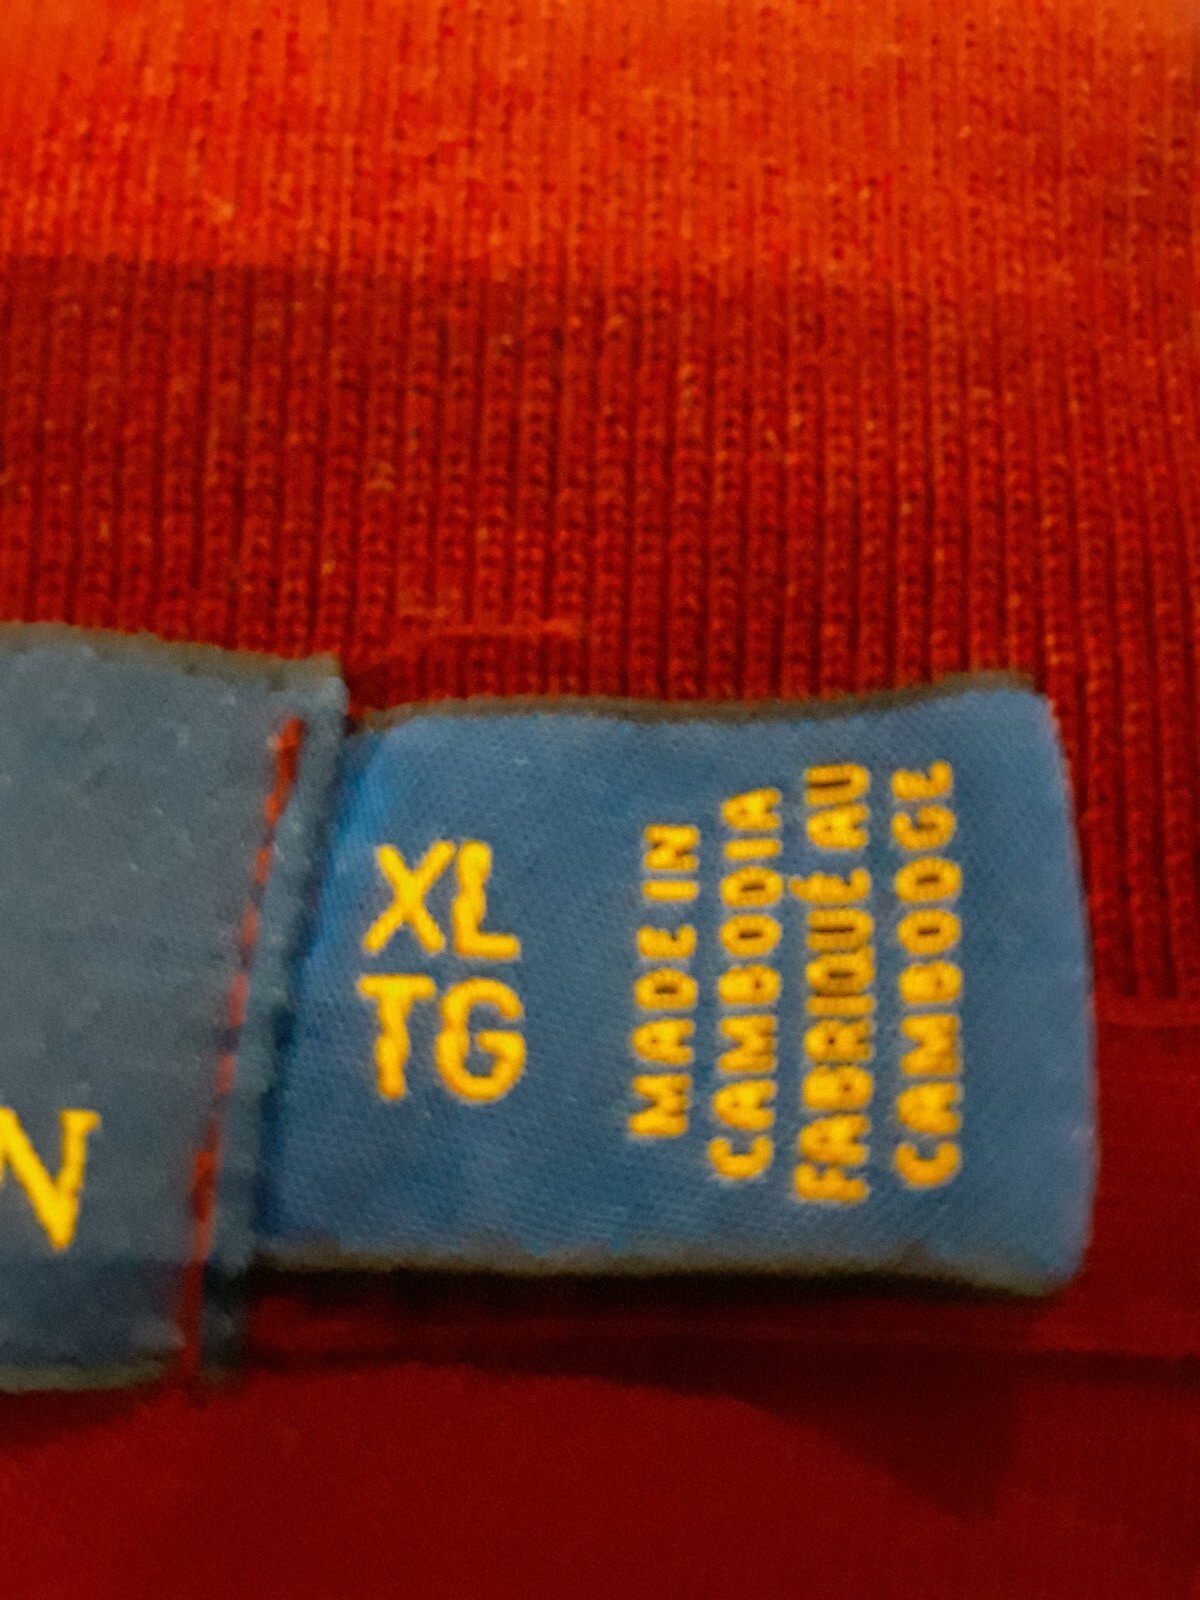 N
XL
TG
MADE IN
CAMBODIA
FABRIQUÉ AU
CAMBODGE